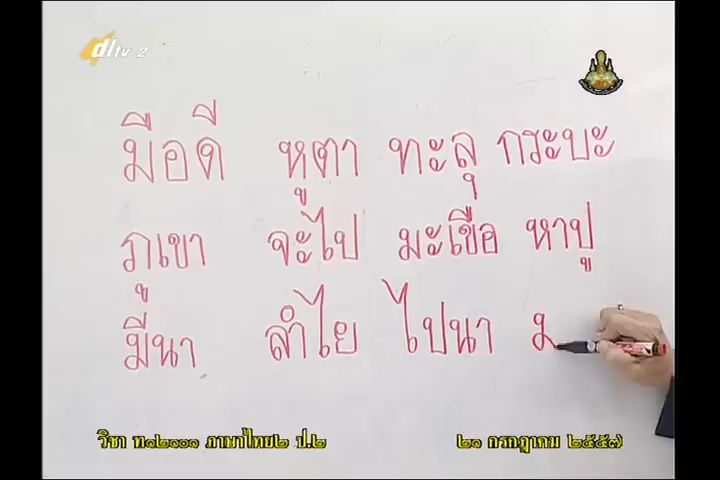 dltv 2
มือดี หูตา ทะลุ กระบะ
ภูเขา จะไป มะเขือ หาปู
มีนา ลำไย ไปนา ม
วิชา ท๑๒๑๐๑ ภาษาไทย๒ ป.๒ ๒๑ กรกฎาคม ๒๕๕๗